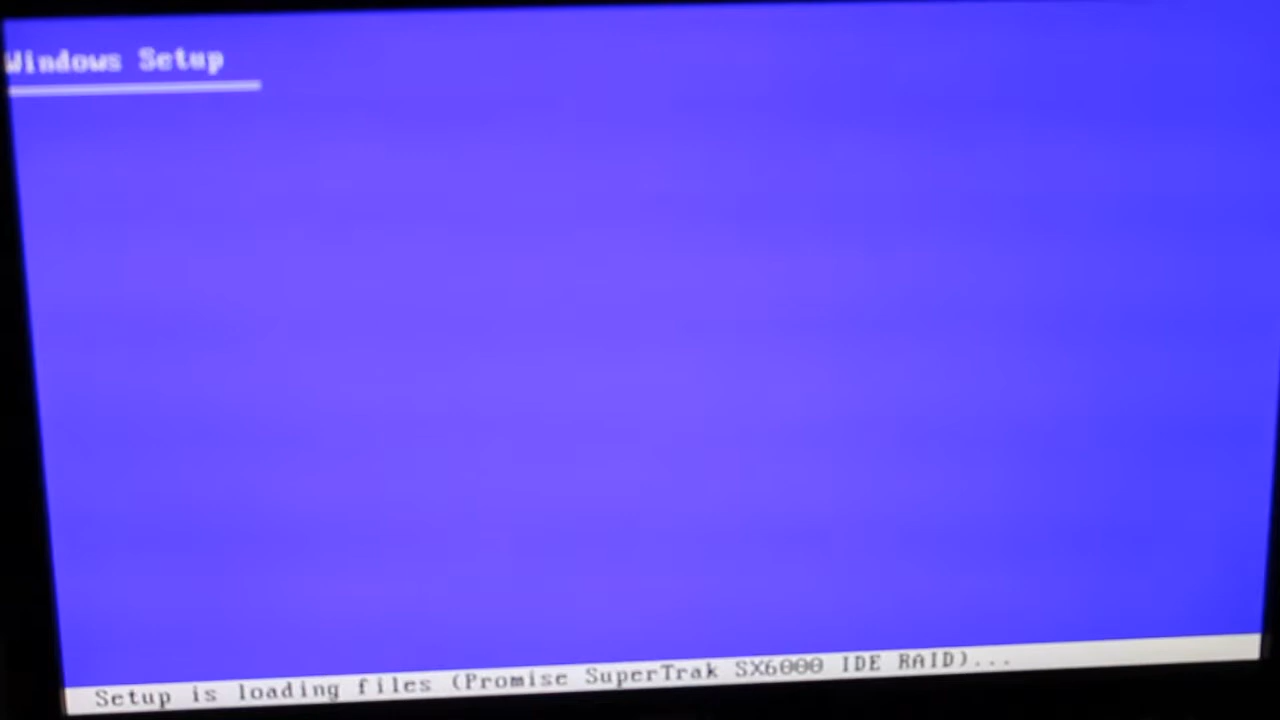 Windows Setup
Setup is loading files (Promise SuperTrak SX6000 IDE RAID)...